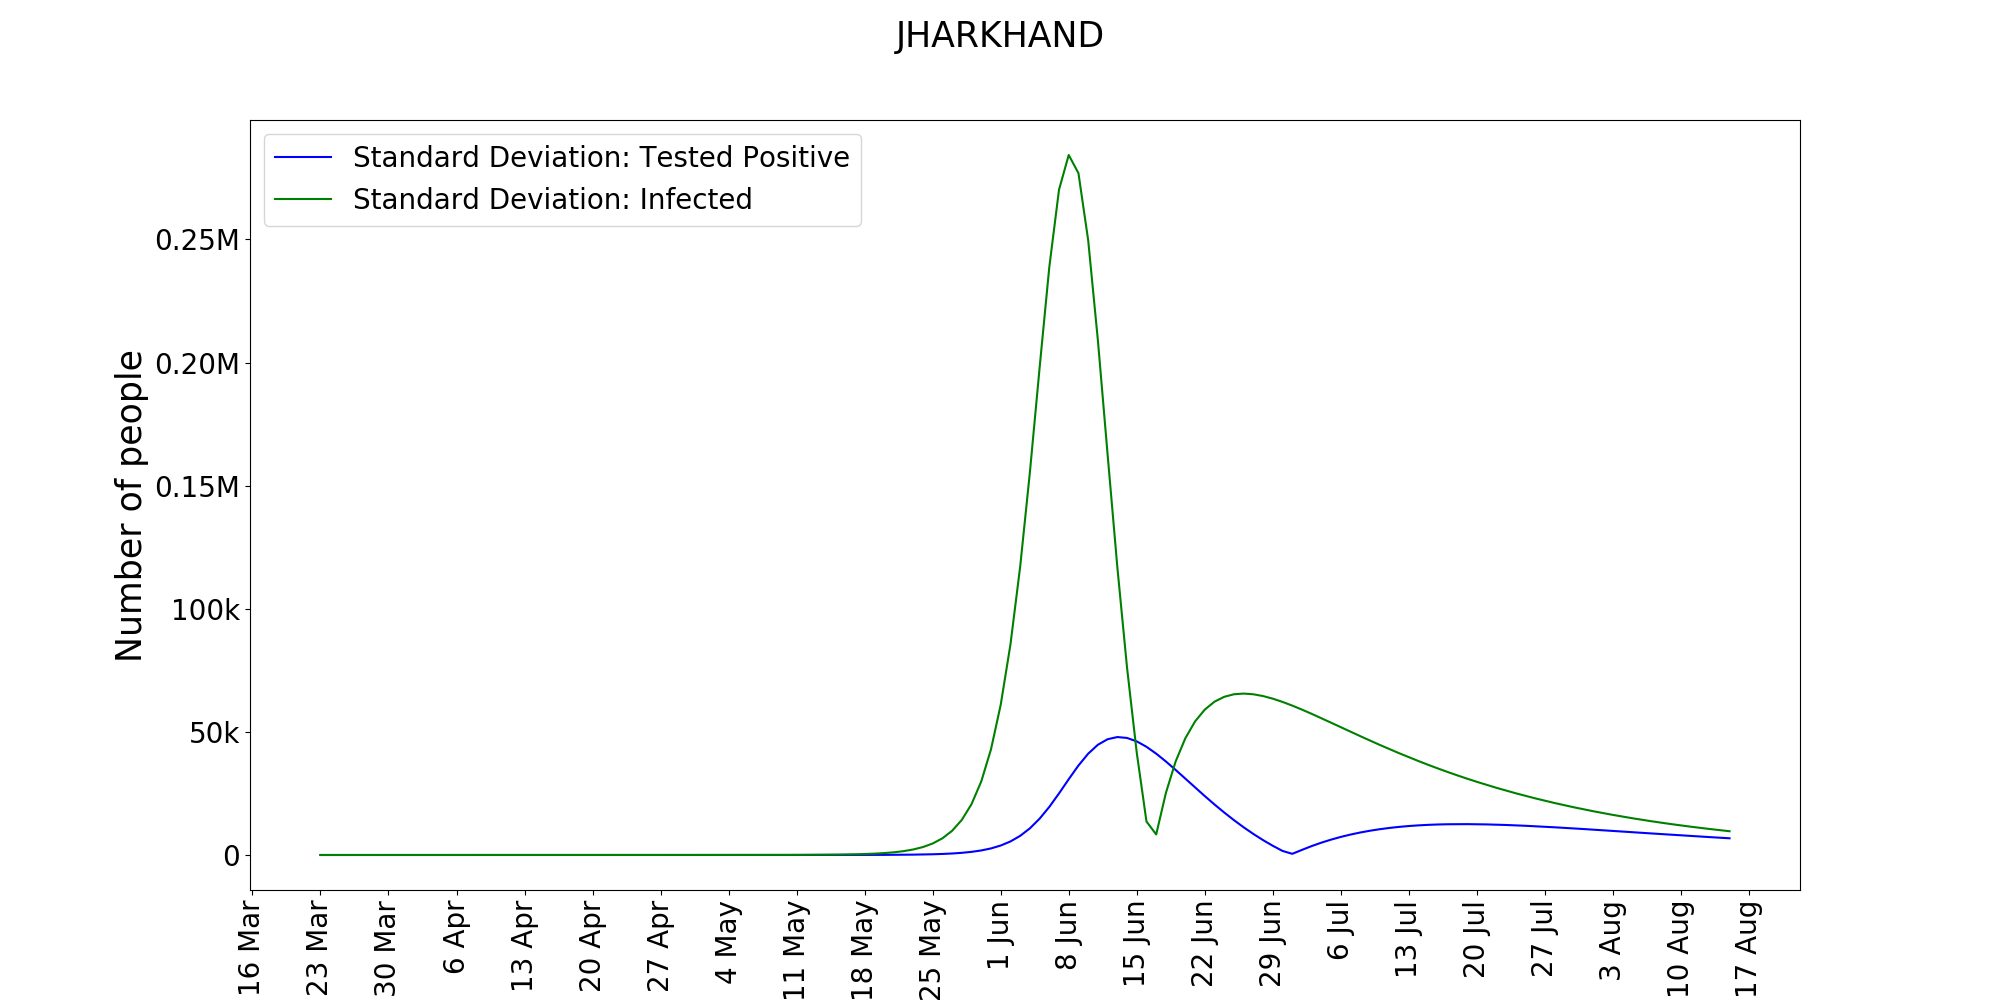 JHARKHAND
Standard Deviation: Tested Positive
Standard Deviation: Infected
Number of people
0.25M
0.20M
0.15M
100k
50k
0
16 Mar
23 Mar
30 Mar
6 Apr
13 Apr
20 Apr
27 Apr
4 May
11 May
18 May
25 May
1 Jun
8 Jun
15 Jun
22 Jun
29 Jun
6 Jul
13 Jul
20 Jul
27 Jul
3 Aug
10 Aug
17 Aug